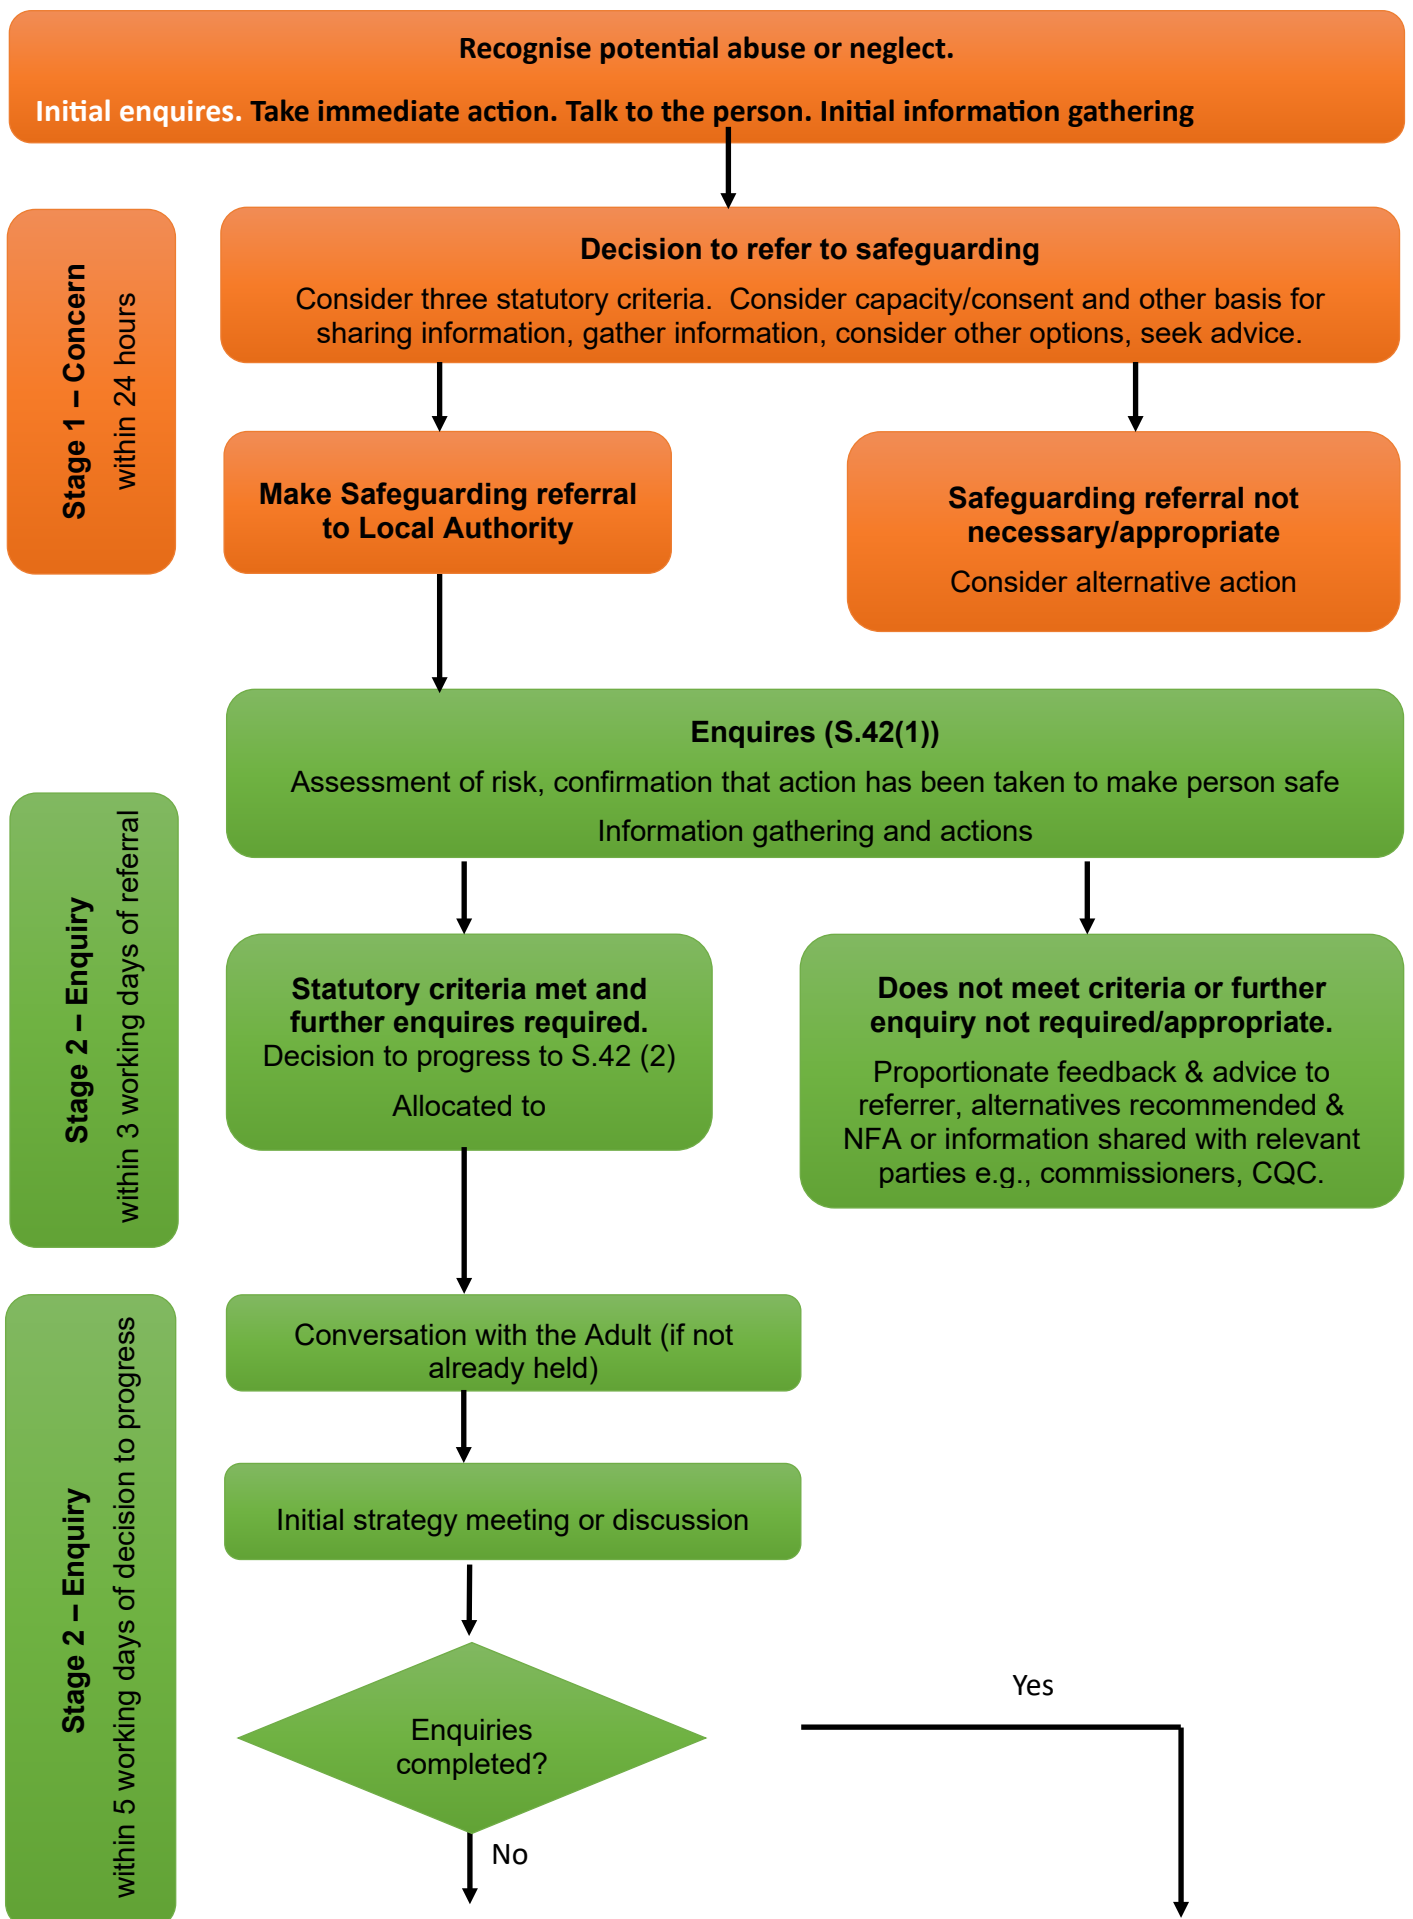 Recognise potential abuse or neglect.
Initial enquires. Take immediate action. Talk to the person. Initial information gathering
Stage 1 – Concern
within 24 hours
Decision to refer to safeguarding
Consider three statutory criteria.  Consider capacity/consent and other basis for
sharing information, gather information, consider other options, seek advice.
Make Safeguarding referral
to Local Authority
Safeguarding referral not
necessary/appropriate
Consider alternative action
Stage 2 – Enquiry
within 3 working days of referral
Enquires (S.42(1))
Assessment of risk, confirmation that action has been taken to make person safe
Information gathering and actions
Statutory criteria met and
further enquires required.
Decision to progress to S.42 (2)
Allocated to
Does not meet criteria or further
enquiry not required/appropriate.
Proportionate feedback & advice to
referrer, alternatives recommended &
NFA or information shared with relevant
parties e.g., commissioners, CQC.
Stage 2 – Enquiry
within 5 working days of decision to progress
Conversation with the Adult (if not
already held)
Initial strategy meeting or discussion
Enquiries
completed?
Yes
No